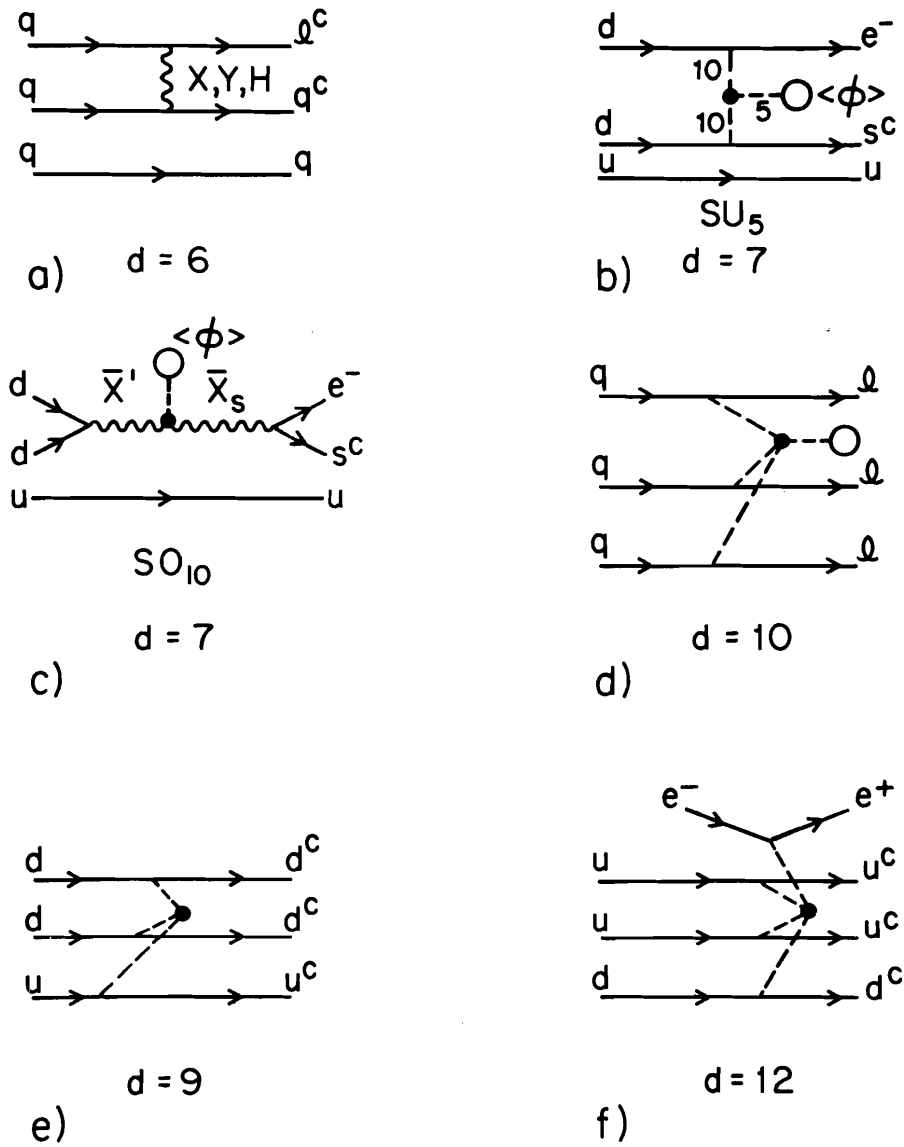 q ℓᶜ
X,Y,H
q qᶜ
q q
a) d = 6
d e⁻
10
5 <ϕ>
10
d sᶜ
u u
SU₅
b) d = 7
<ϕ>
X̄' X̄ₛ
d e⁻
d sᶜ
u u
SO₁₀
d = 7
c)
q ℓ
q ℓ
q ℓ
d = 10
d)
d dᶜ
d dᶜ
u uᶜ
d = 9
e)
e⁻ e⁺
u uᶜ
u uᶜ
d dᶜ
d = 12
f)